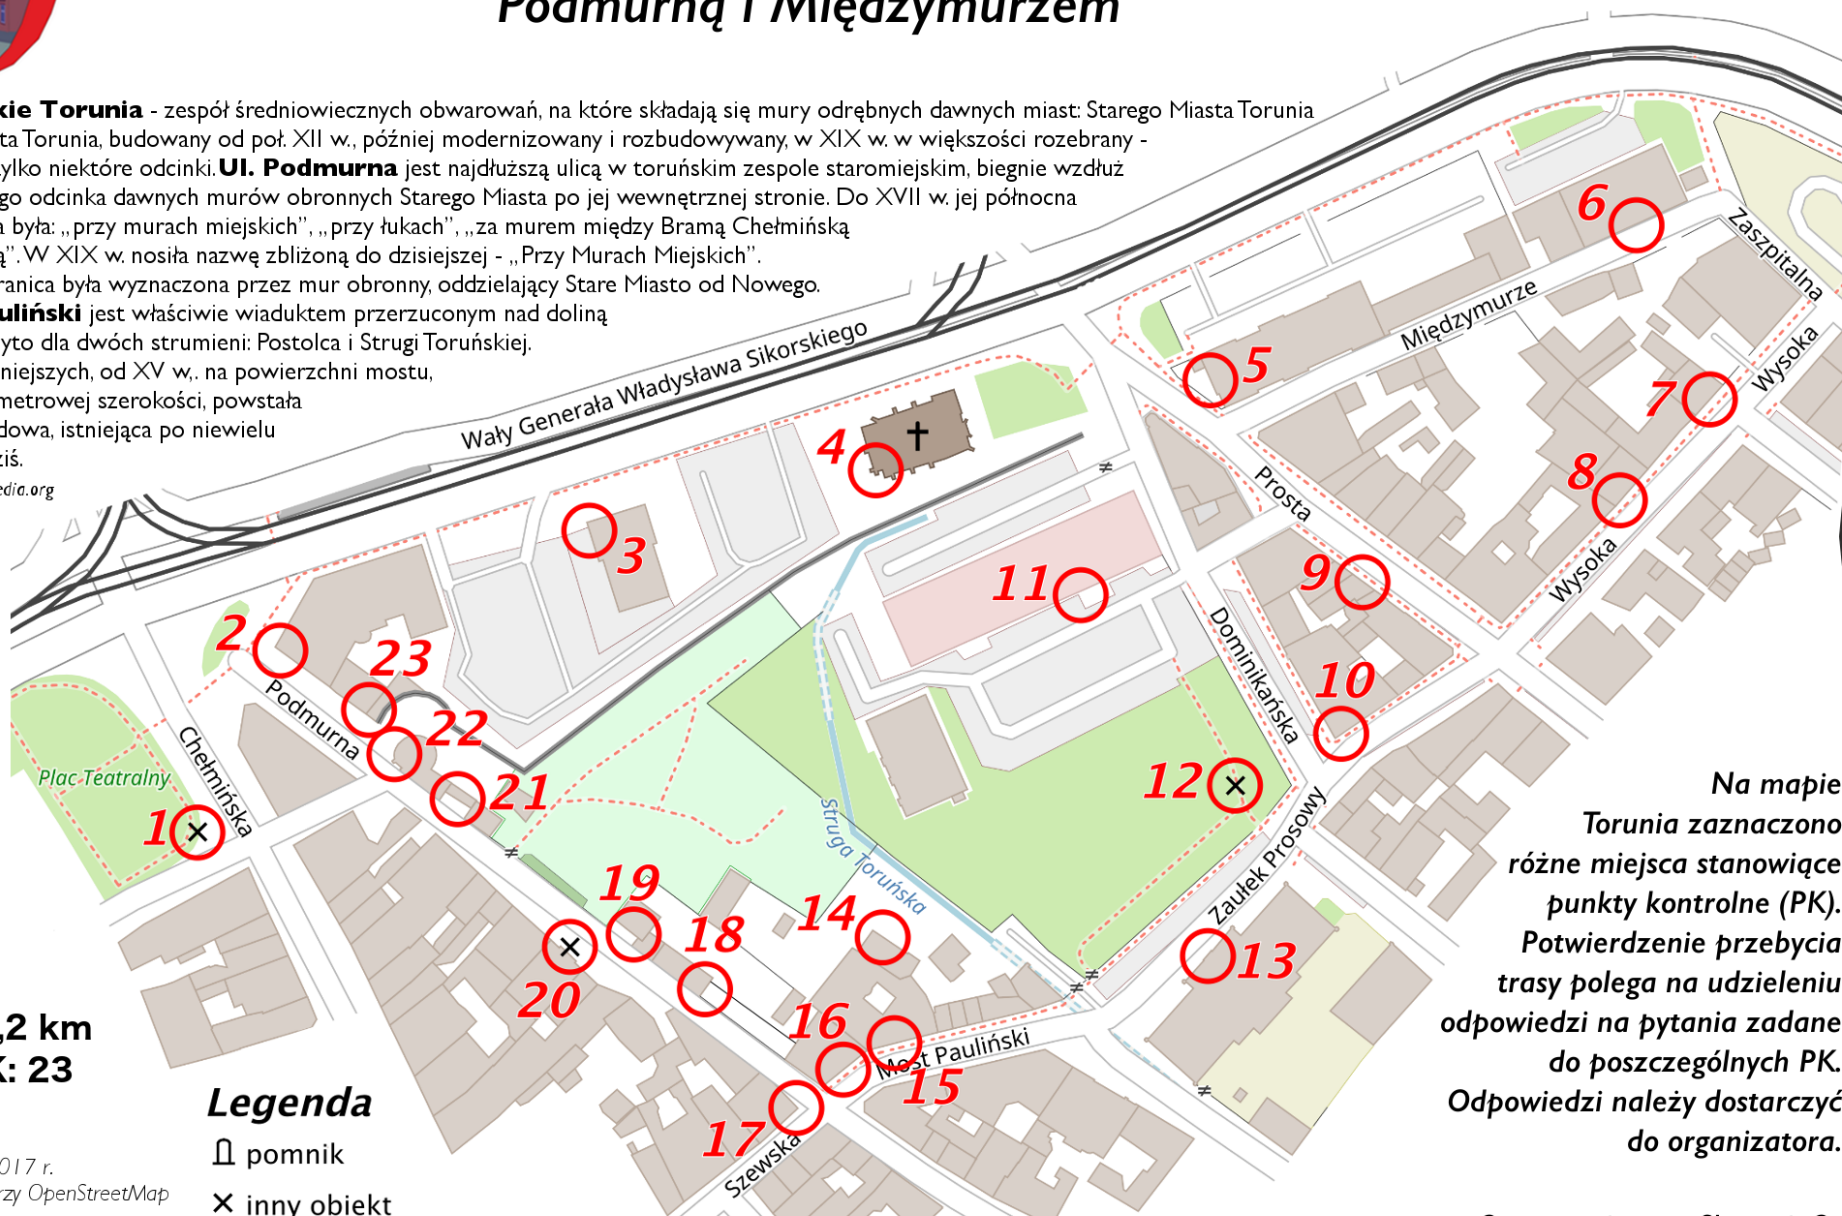 Podmurną i Międzymurzem
kie Torunia - zespół średniowiecznych obwarowań, na które składają się mury odrębnych dawnych miast: Starego Miasta Torunia
ta Torunia, budowany od poł. XII w., później modernizowany i rozbudowywany, w XIX w. w większości rozebrany -
ylko niektóre odcinki. Ul. Podmurna jest najdłuższą ulicą w toruńskim zespole staromiejskim, biegnie wzdłuż
go odcinka dawnych murów obronnych Starego Miasta po jej wewnętrznej stronie. Do XVII w. jej północna
a była: „przy murach miejskich", „przy łukach", „za murem między Bramą Chełmińską
ą". W XIX w. nosiła nazwę zbliżoną do dzisiejszej - „Przy Murach Miejskich".
ranica była wyznaczona przez mur obronny, oddzielający Stare Miasto od Nowego.
uliński jest właściwie wiaduktem przerzuconym nad doliną
yto dla dwóch strumieni: Postolca i Strugi Toruńskiej.
niejszych, od XV w,. na powierzchni mostu,
metrowej szerokości, powstała
dowa, istniejąca po niewielu
ziś.
edia.org
Wały Generała Władysława Sikorskiego
6
Zaszpitalna
Międzymurze
5
Wysoka
7
4
8
Prosta
3
Wysoka
9
11
2
23
Dominikańska
10
Podmurna
22
Chełmińska
Plac Teatralny
21
12
1
Struga Toruńska
Zaułek Prosowy
19
14
18
13
20
16
Most Pauliński
15
17
Szewska
Na mapie
Torunia zaznaczono
różne miejsca stanowiące
punkty kontrolne (PK).
Potwierdzenie przebycia
trasy polega na udzieleniu
odpowiedzi na pytania zadane
do poszczególnych PK.
Odpowiedzi należy dostarczyć
do organizatora.
,2 km
K: 23
Legenda
pomnik
inny obiekt
017 r.
rzy OpenStreetMap